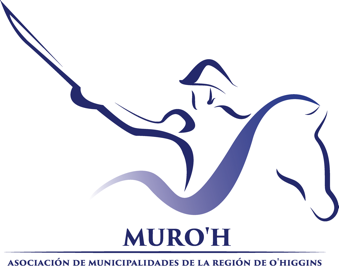 MURO'H
ASOCIACIÓN DE MUNICIPALIDADES DE LA REGIÓN DE O'HIGGINS